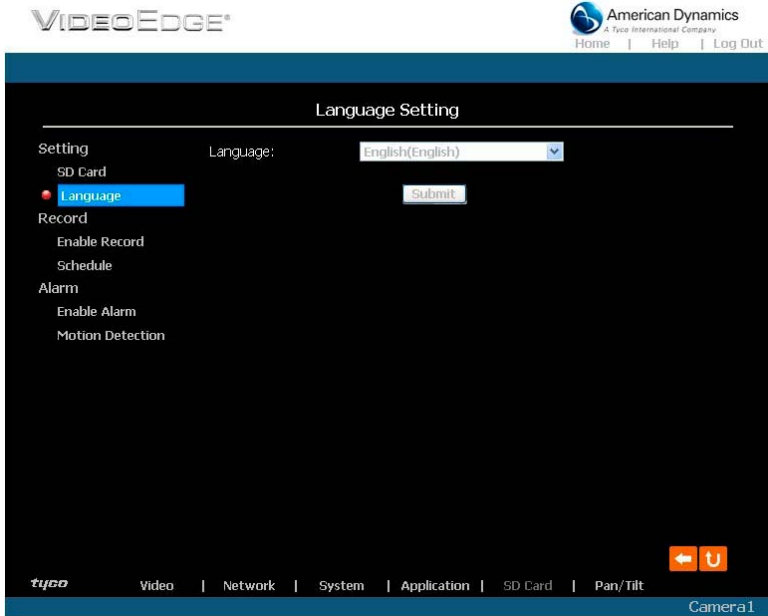 VIDEOEDGE®
American Dynamics
A Tyco International Company
Home | Help | Log Out
Language Setting
Setting
Language: English(English)
SD Card
Language
Submit
Record
Enable Record
Schedule
Alarm
Enable Alarm
Motion Detection
tyco Video | Network | System | Application | SD Card | Pan/Tilt
Camera1